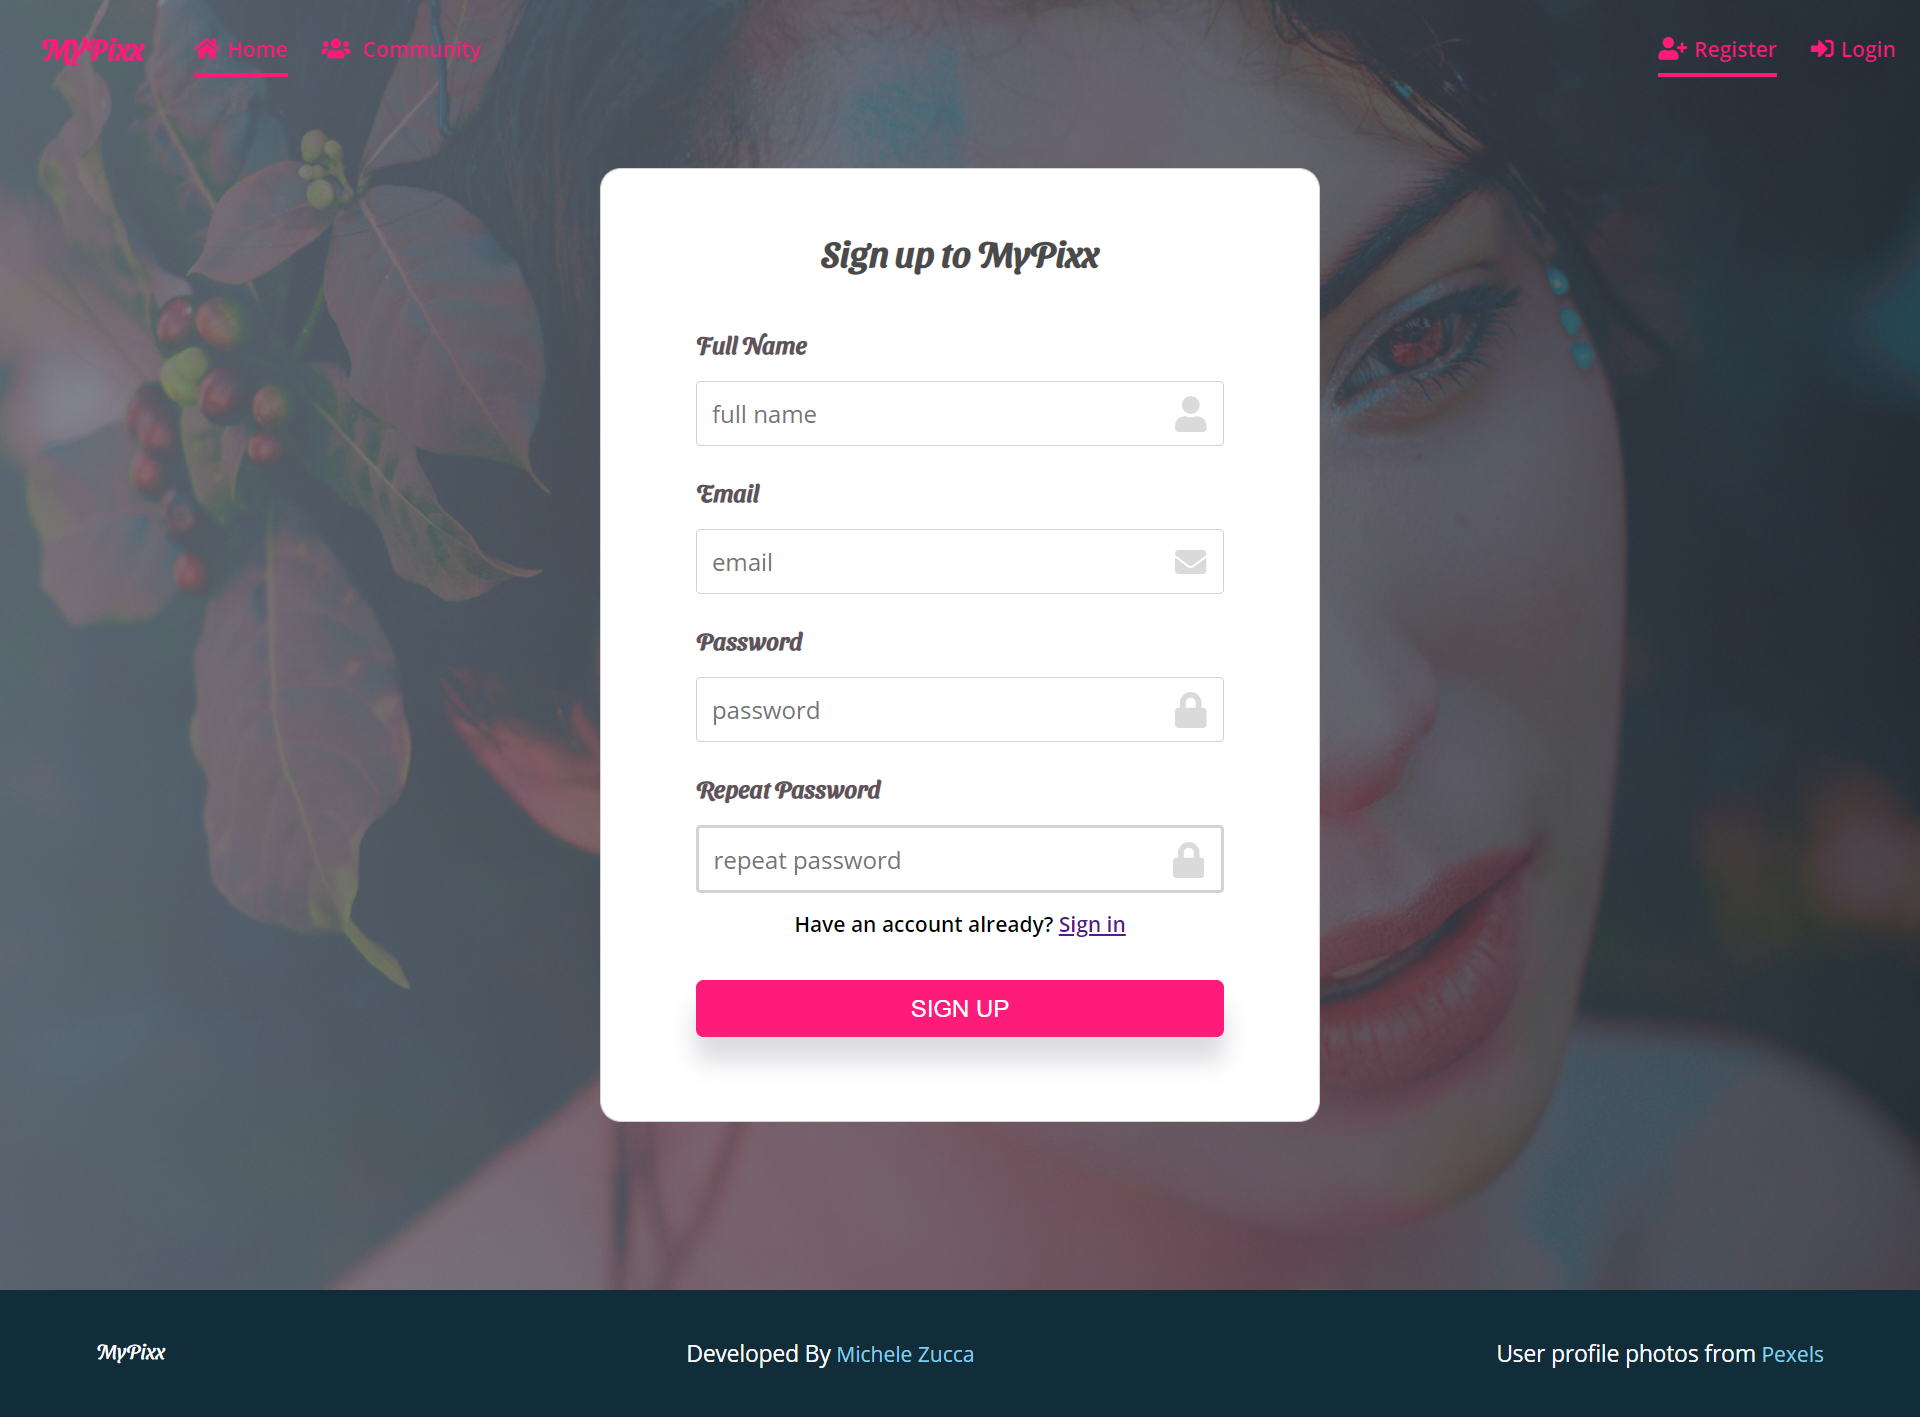 MyPixx Home Community Register Login
Sign up to MyPixx
Full Name
full name
Email
email
Password
password
Repeat Password
repeat password
Have an account already? Sign in
SIGN UP
MyPixx Developed By Michele Zucca User profile photos from Pexels